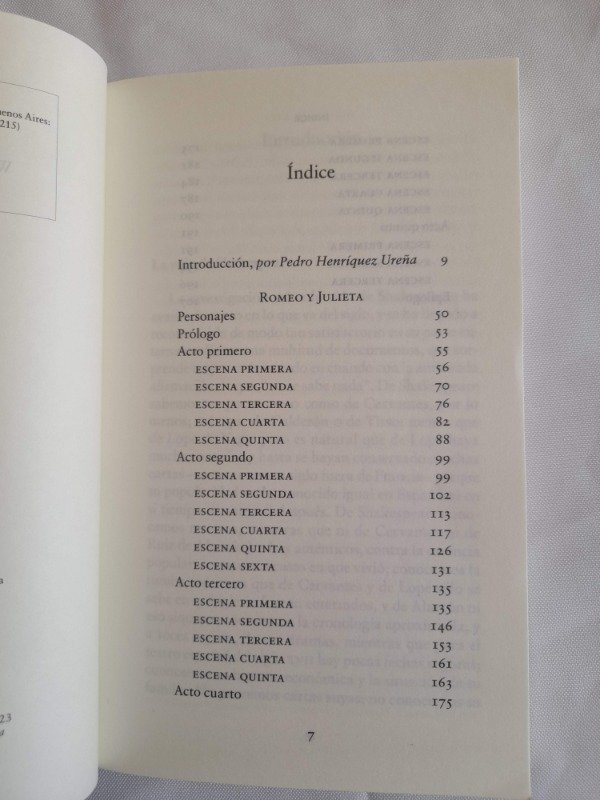 enos Aires:
215)
Índice
Introducción, por Pedro Henríquez Ureña 9
ROMEO Y JULIETA
Personajes 50
Prólogo 53
Acto primero 55
ESCENA PRIMERA 56
ESCENA SEGUNDA 70
ESCENA TERCERA 76
ESCENA CUARTA 82
ESCENA QUINTA 88
Acto segundo 99
ESCENA PRIMERA 99
ESCENA SEGUNDA 102
ESCENA TERCERA 113
ESCENA CUARTA 117
ESCENA QUINTA 126
ESCENA SEXTA 131
Acto tercero 135
ESCENA PRIMERA 135
ESCENA SEGUNDA 146
ESCENA TERCERA 153
ESCENA CUARTA 161
ESCENA QUINTA 163
Acto cuarto 175
7